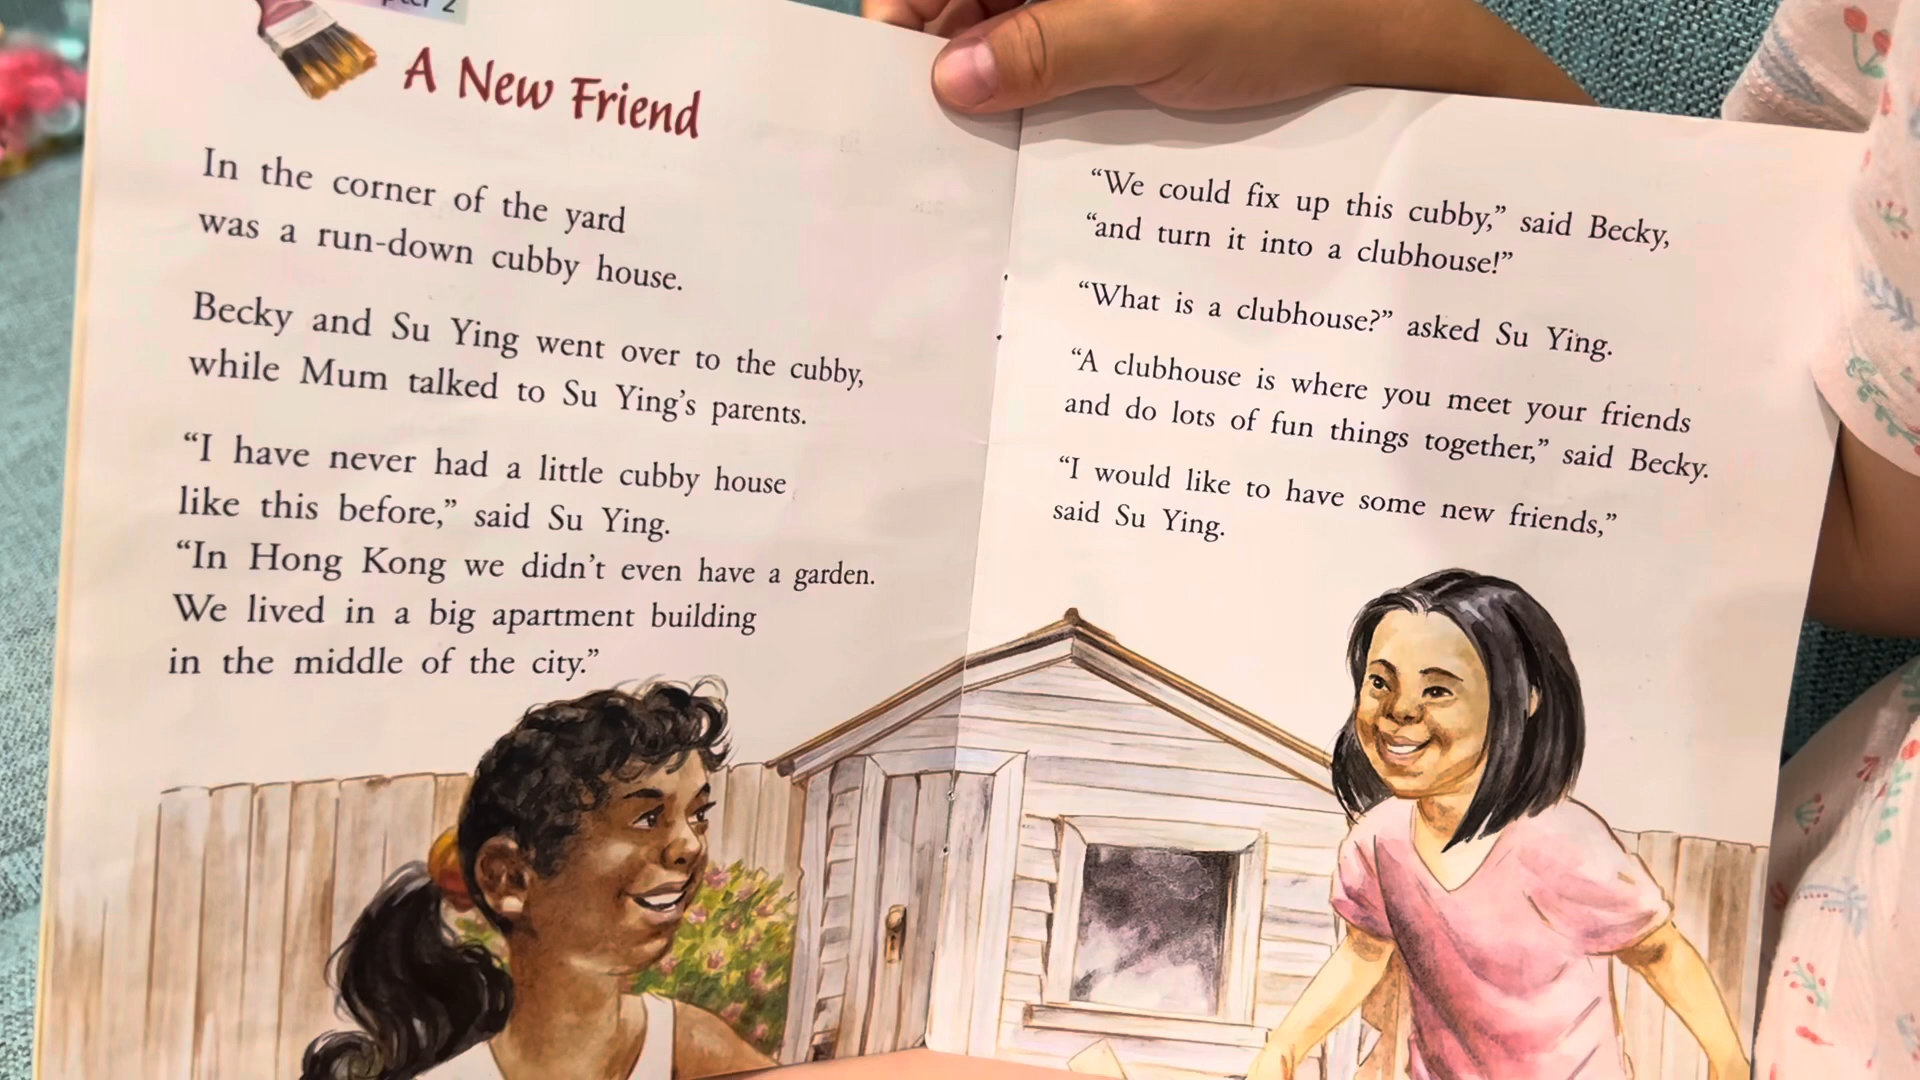 2
A New Friend
In the corner of the yard
was a run-down cubby house.
Becky and Su Ying went over to the cubby,
while Mum talked to Su Ying's parents.
“I have never had a little cubby house
like this before,” said Su Ying.
“In Hong Kong we didn't even have a garden.
We lived in a big apartment building
in the middle of the city.”
“We could fix up this cubby,” said Becky,
“and turn it into a clubhouse!”
“What is a clubhouse?” asked Su Ying.
“A clubhouse is where you meet your friends
and do lots of fun things together,” said Becky.
“I would like to have some new friends,”
said Su Ying.